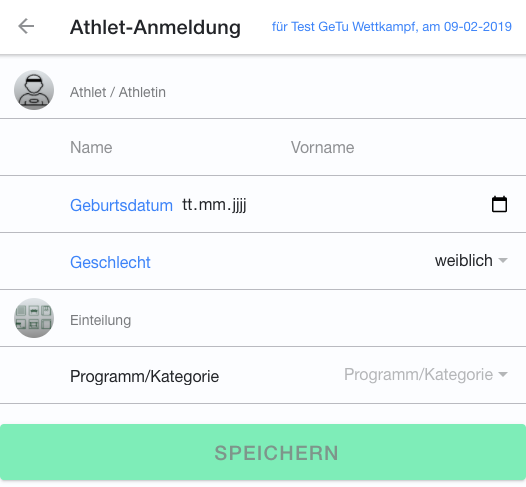 Athlet-Anmeldung für Test GeTu Wettkampf, am 09-02-2019
Athlet / Athletin
Name Vorname
Geburtsdatum tt.mm.jjjj
Geschlecht weiblich
Einteilung
Programm/Kategorie Programm/Kategorie
SPEICHERN